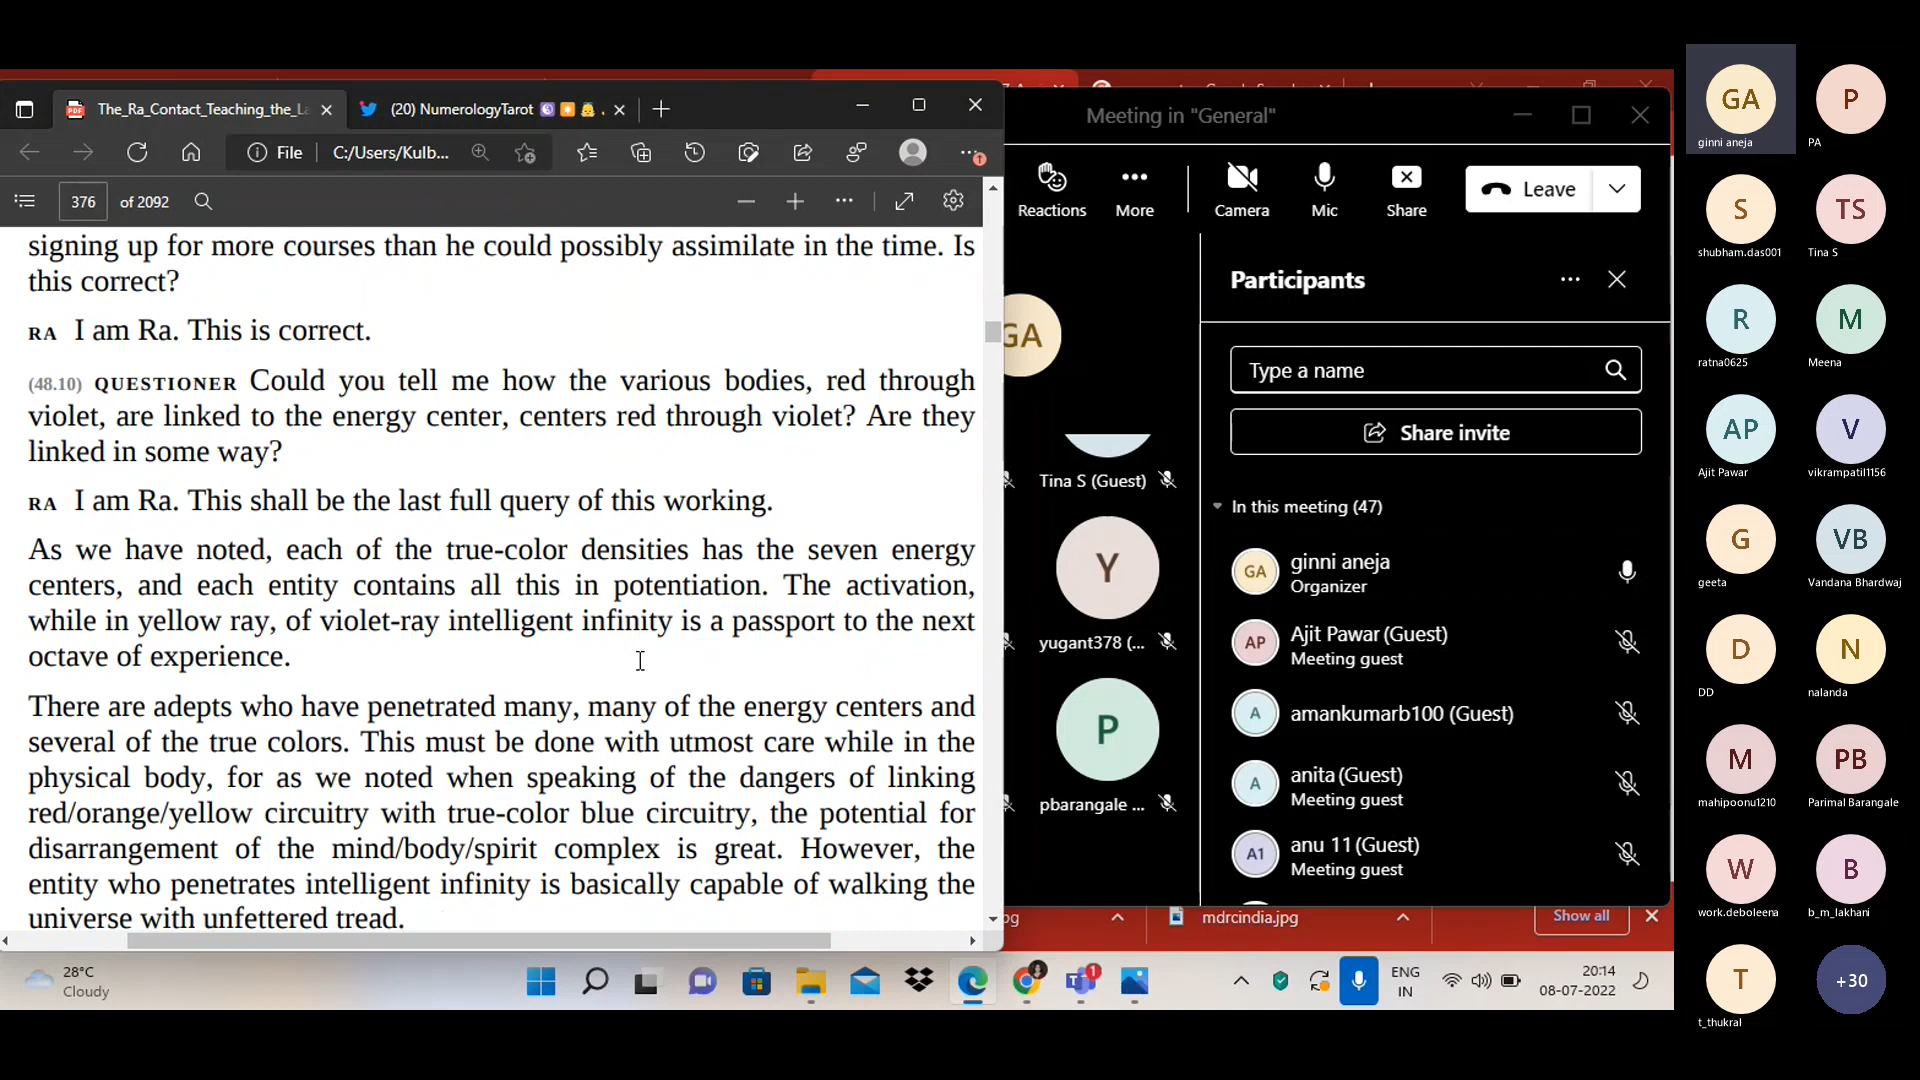 The_Ra_Contact_Teaching_the_La
(20) NumerologyTarot
File
C:/Users/Kulb...
376 of 2092
signing up for more courses than he could possibly assimilate in the time. Is
this correct?
RA I am Ra. This is correct.
(48.10) QUESTIONER Could you tell me how the various bodies, red through
violet, are linked to the energy center, centers red through violet? Are they
linked in some way?
RA I am Ra. This shall be the last full query of this working.
As we have noted, each of the true-color densities has the seven energy
centers, and each entity contains all this in potentiation. The activation,
while in yellow ray, of violet-ray intelligent infinity is a passport to the next
octave of experience.
There are adepts who have penetrated many, many of the energy centers and
several of the true colors. This must be done with utmost care while in the
physical body, for as we noted when speaking of the dangers of linking
red/orange/yellow circuitry with true-color blue circuitry, the potential for
disarrangement of the mind/body/spirit complex is great. However, the
entity who penetrates intelligent infinity is basically capable of walking the
universe with unfettered tread.
Meeting in "General"
Reactions
More
Camera
Mic
Share
Leave
GA
Tina S (Guest)
Y
yugant378 (...
P
pbarangale ...
Participants
Type a name
Share invite
In this meeting (47)
GA
ginni aneja
Organizer
AP
Ajit Pawar (Guest)
Meeting guest
A
amankumarb100 (Guest)
A
anita (Guest)
Meeting guest
A1
anu 11 (Guest)
Meeting guest
pg
mdrcindia.jpg
Show all
28°C
Cloudy
1
ENG
IN
20:14
08-07-2022
GA
ginni aneja
P
PA
S
shubham.das001
TS
Tina S
R
ratna0625
M
Meena
AP
Ajit Pawar
V
vikrampatil1156
G
geeta
VB
Vandana Bhardwaj
D
DD
N
nalanda
M
mahipoonu1210
PB
Parimal Barangale
W
work.deboleena
B
b_m_lakhani
T
t_thukral
+30